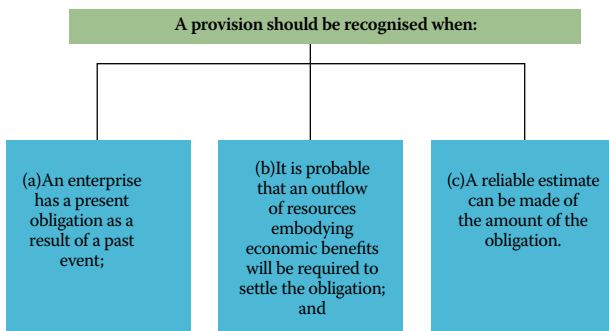 A provision should be recognised when:
(a)An enterprise
has a present
obligation as a
result of a past
event;
(b)It is probable
that an outflow
of resources
embodying
economic benefits
will be required to
settle the obligation;
and
(c)A reliable estimate
can be made of
the amount of the
obligation.